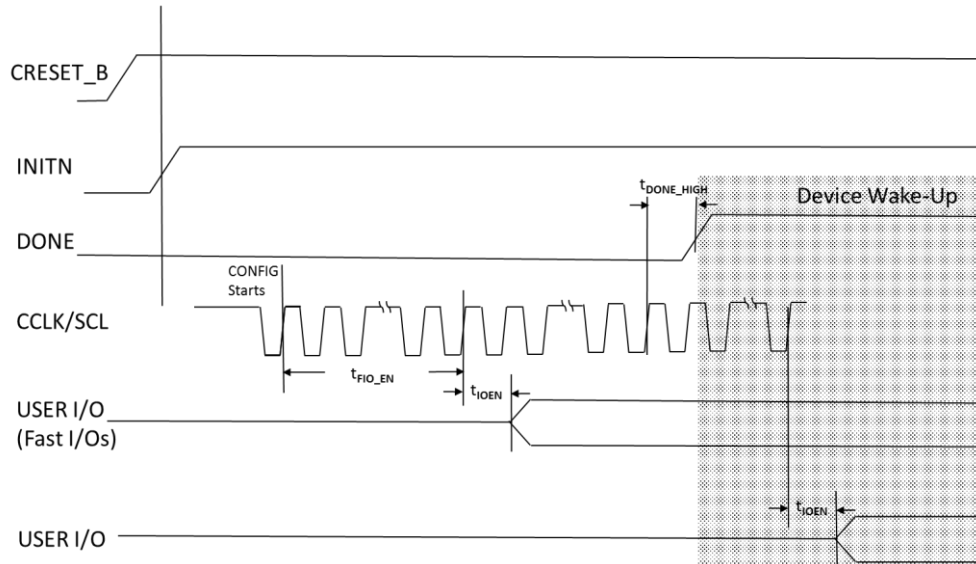 CRESET_B
INITN
tDONE_HIGH
Device Wake-Up
DONE
CONFIG
Starts
CCLK/SCL
tFIO_EN
tIOEN
USER I/O
(Fast I/Os)
tIOEN
USER I/O